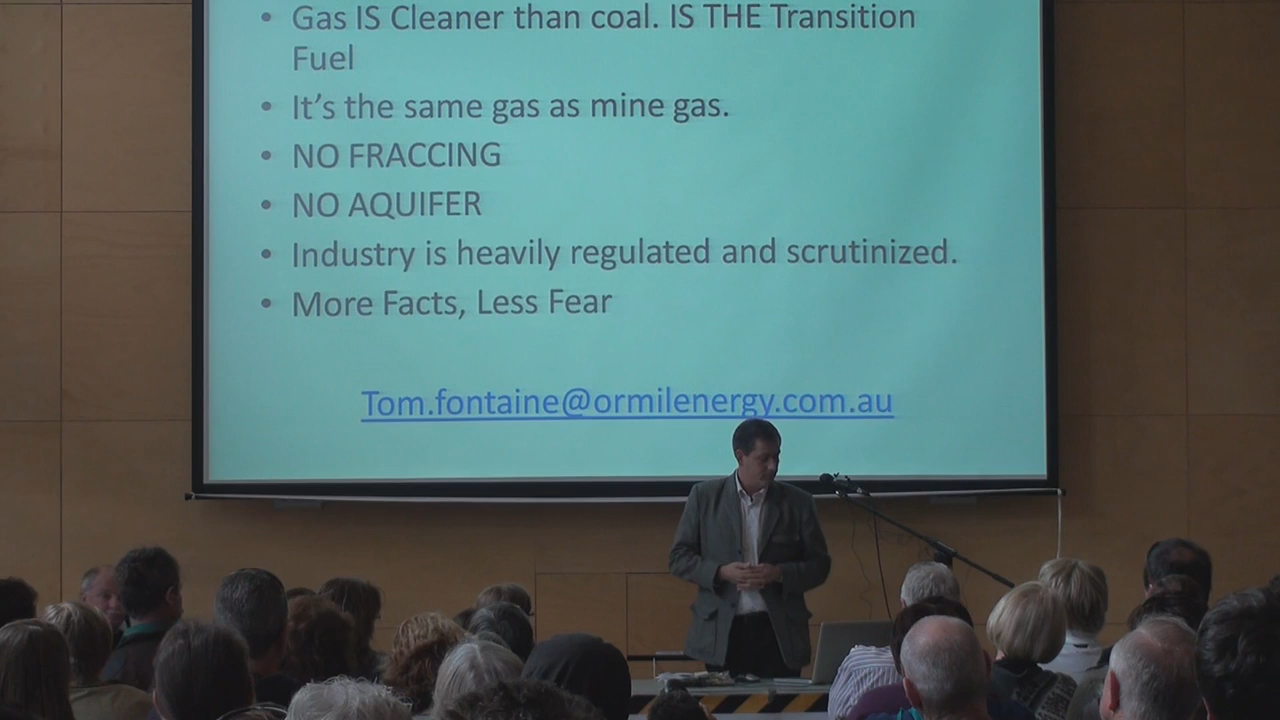 • Gas IS Cleaner than coal. IS THE Transition
Fuel
• It's the same gas as mine gas.
• NO FRACCING
• NO AQUIFER
• Industry is heavily regulated and scrutinized.
• More Facts, Less Fear
Tom.fontaine@ormilenergy.com.au